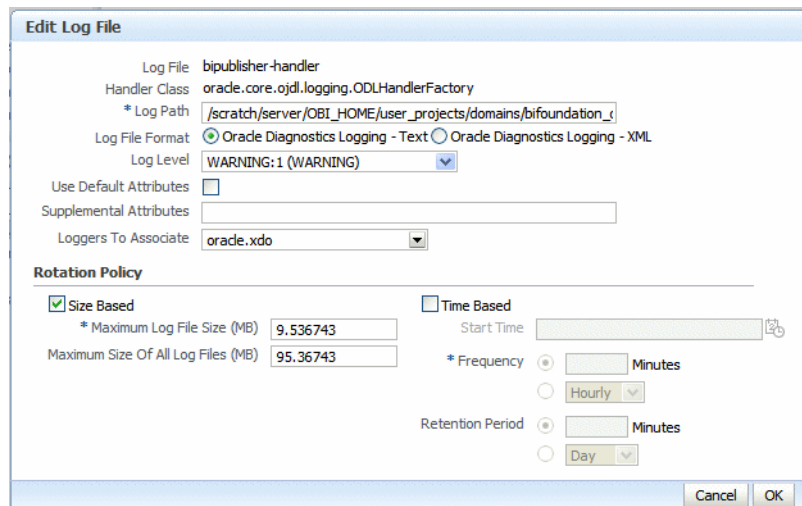 Edit Log File
Log File bipublisher-handler
Handler Class oracle.core.ojdl.logging.ODLHandlerFactory
* Log Path /scratch/server/OBI_HOME/user_projects/domains/bifoundation_
Log File Format Oracle Diagnostics Logging - Text Oracle Diagnostics Logging - XML
Log Level WARNING:1 (WARNING)
Use Default Attributes
Supplemental Attributes
Loggers To Associate oracle.xdo
Rotation Policy
Size Based
* Maximum Log File Size (MB) 9.536743
Maximum Size Of All Log Files (MB) 95.36743
Time Based
Start Time
* Frequency Minutes
Hourly
Retention Period Minutes
Day
Cancel OK